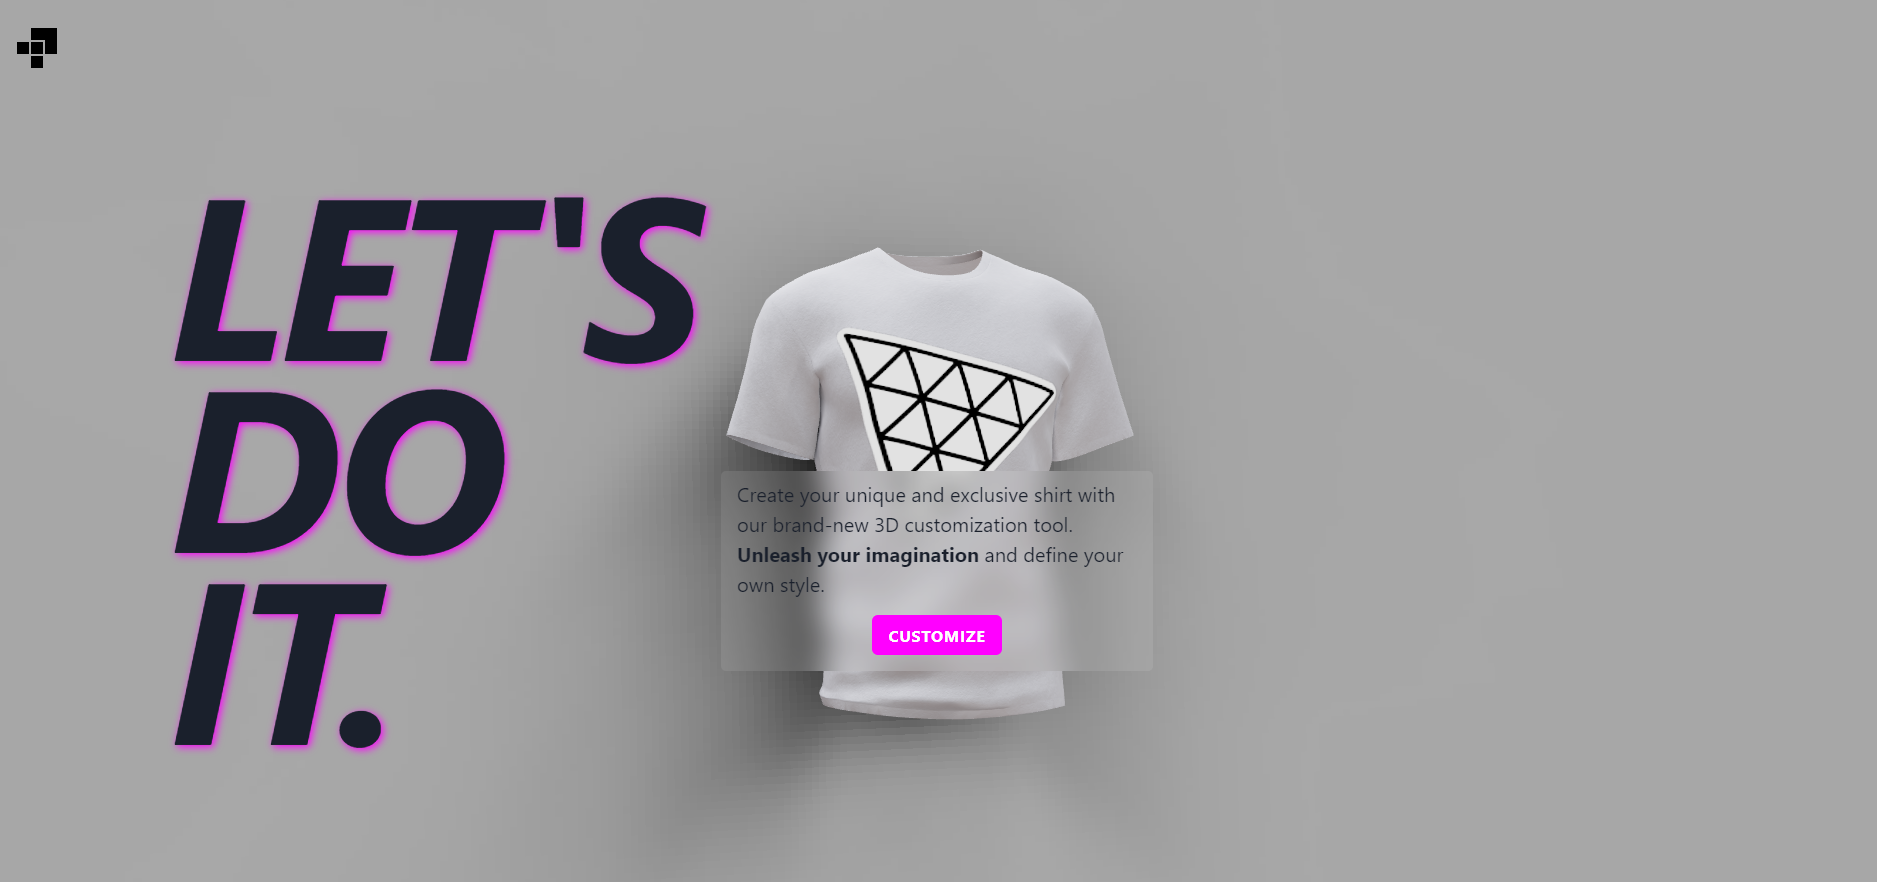 LET'S
DO
IT.
Create your unique and exclusive shirt with
our brand-new 3D customization tool.
Unleash your imagination and define your
own style.
CUSTOMIZE